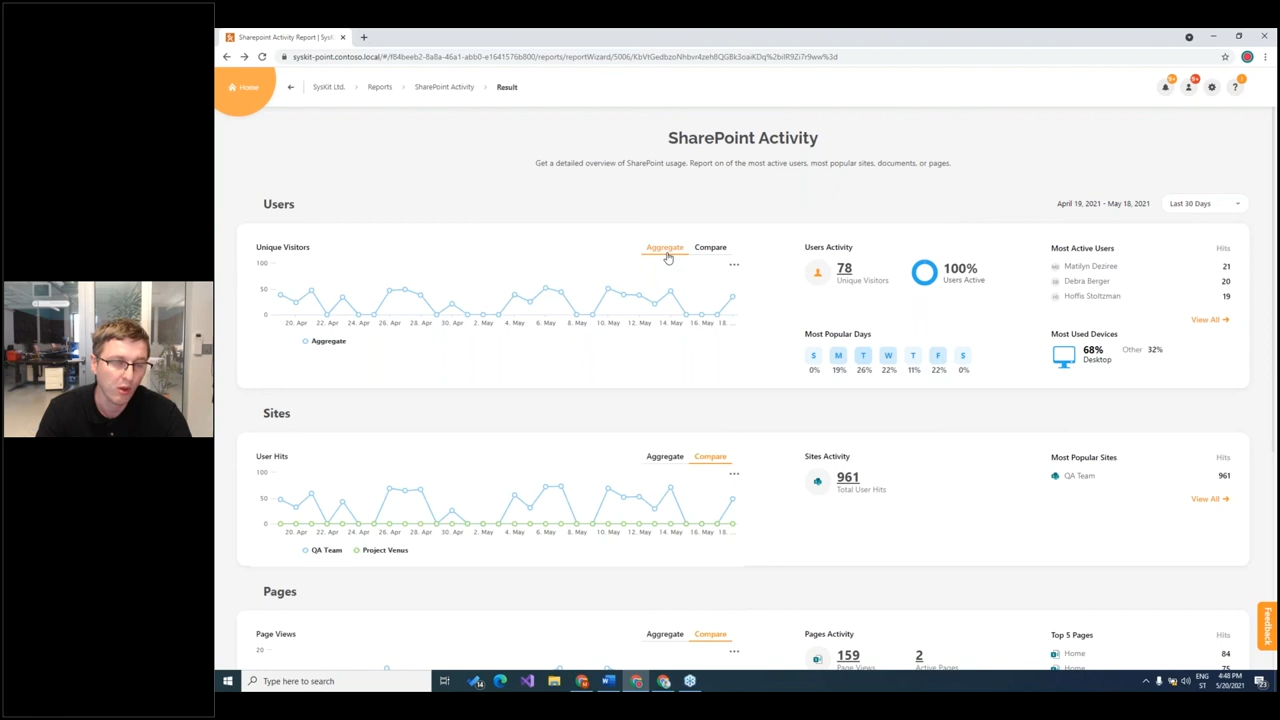 Sharepoint Activity Report | SysKi
syskit-point.contoso.local/#/f84beeb2-8a8a-46a1-abb0-e1641576b800/reports/reportWizard/5006/
Home
SysKit Ltd. > Reports > SharePoint Activity > Result
9+ 9+ !
SharePoint Activity
Get a detailed overview of SharePoint usage. Report on of the most active users, most popular sites, documents, or pages.
Users
April 19, 2021 - May 18, 2021
Last 30 Days
Unique Visitors
Aggregate Compare
100
50
0
20. Apr 22. Apr 24. Apr 26. Apr 28. Apr 30. Apr 2. May 4. May 6. May 8. May 10. May 12. May 14. May 16. May 18. ...
Aggregate
Users Activity
78
Unique Visitors
100%
Users Active
Most Popular Days
S M T W T F S
0% 19% 26% 22% 11% 22% 0%
Most Active Users Hits
Matilyn Deziree 21
Debra Berger 20
Hoffis Stoltzman 19
View All →
Most Used Devices
68%
Desktop
Other 32%
Sites
User Hits
Aggregate Compare
100
50
0
20. Apr 22. Apr 24. Apr 26. Apr 28. Apr 30. Apr 2. May 4. May 6. May 8. May 10. May 12. May 14. May 16. May 18. ...
QA Team Project Venus
Sites Activity
961
Total User Hits
Most Popular Sites Hits
QA Team 961
View All →
Pages
Page Views
Aggregate Compare
20
Pages Activity
159
Page Views
2
Active Pages
Top 5 Pages Hits
Home 84
Home 75
Feedback
Type here to search
ENG
ST
4:48 PM
5/20/2021